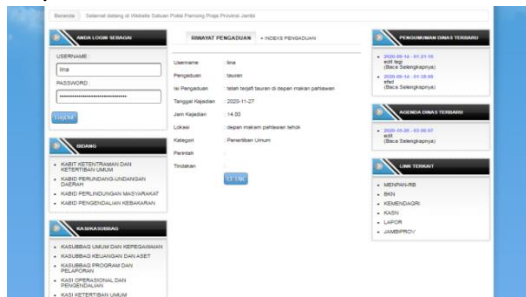 Beranda Selamat datang di Website Satuan Polisi Pamong Praja Provinsi Jambi
ANDA LOGIN SEBAGAI
USERNAME:
lina
PASSWORD:
LogOut
BIDANG
KABIT KETENTRAMAN DAN
KETERTIBAN UMUM
KABID PERUNDANG-UNDANGAN
DAERAH
KABID PERLINDUNGAN MASYARAKAT
KABID PENGENDALIAN KEBAKARAN
KASI/KASUBBAG
KASUBBAG UMUM DAN KEPEGAWAIAN
KASUBBAG KEUANGAN DAN ASET
KASUBBAG PROGRAM DAN
PELAPORAN
KASI OPERASIONAL DAN
PENGENDALIAN
KASI KETERTIBAN UMUM
RIWAYAT PENGADUAN + INDEKS PENGADUAN
Username : lina
Pengaduan : tauran
Isi Pengaduan : telah terjadi tauran di depan makan pahlawan
Tanggal Kejadian : 2020-11-27
Jam Kejadian : 14.00
Lokasi : depan makam pahlawan tehok
Kategori : Penertiban Umum
Perintah :
Tindakan :
CETAK
PENGUMUMAN DINAS TERBARU
edit lagi
(Baca Selengkapnya)
(Baca Selengkapnya)
AGENDA DINAS TERBARU
edit
(Baca Selengkapnya)
LINK TERKAIT
MENPAN-RB
BKN
KEMENDAGRI
KASN
LAPOR
JAMBIPROV